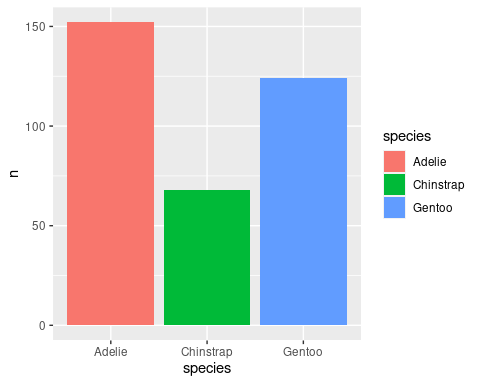 150
100
50
0
n
Adelie
Chinstrap
Gentoo
species
species
Adelie
Chinstrap
Gentoo